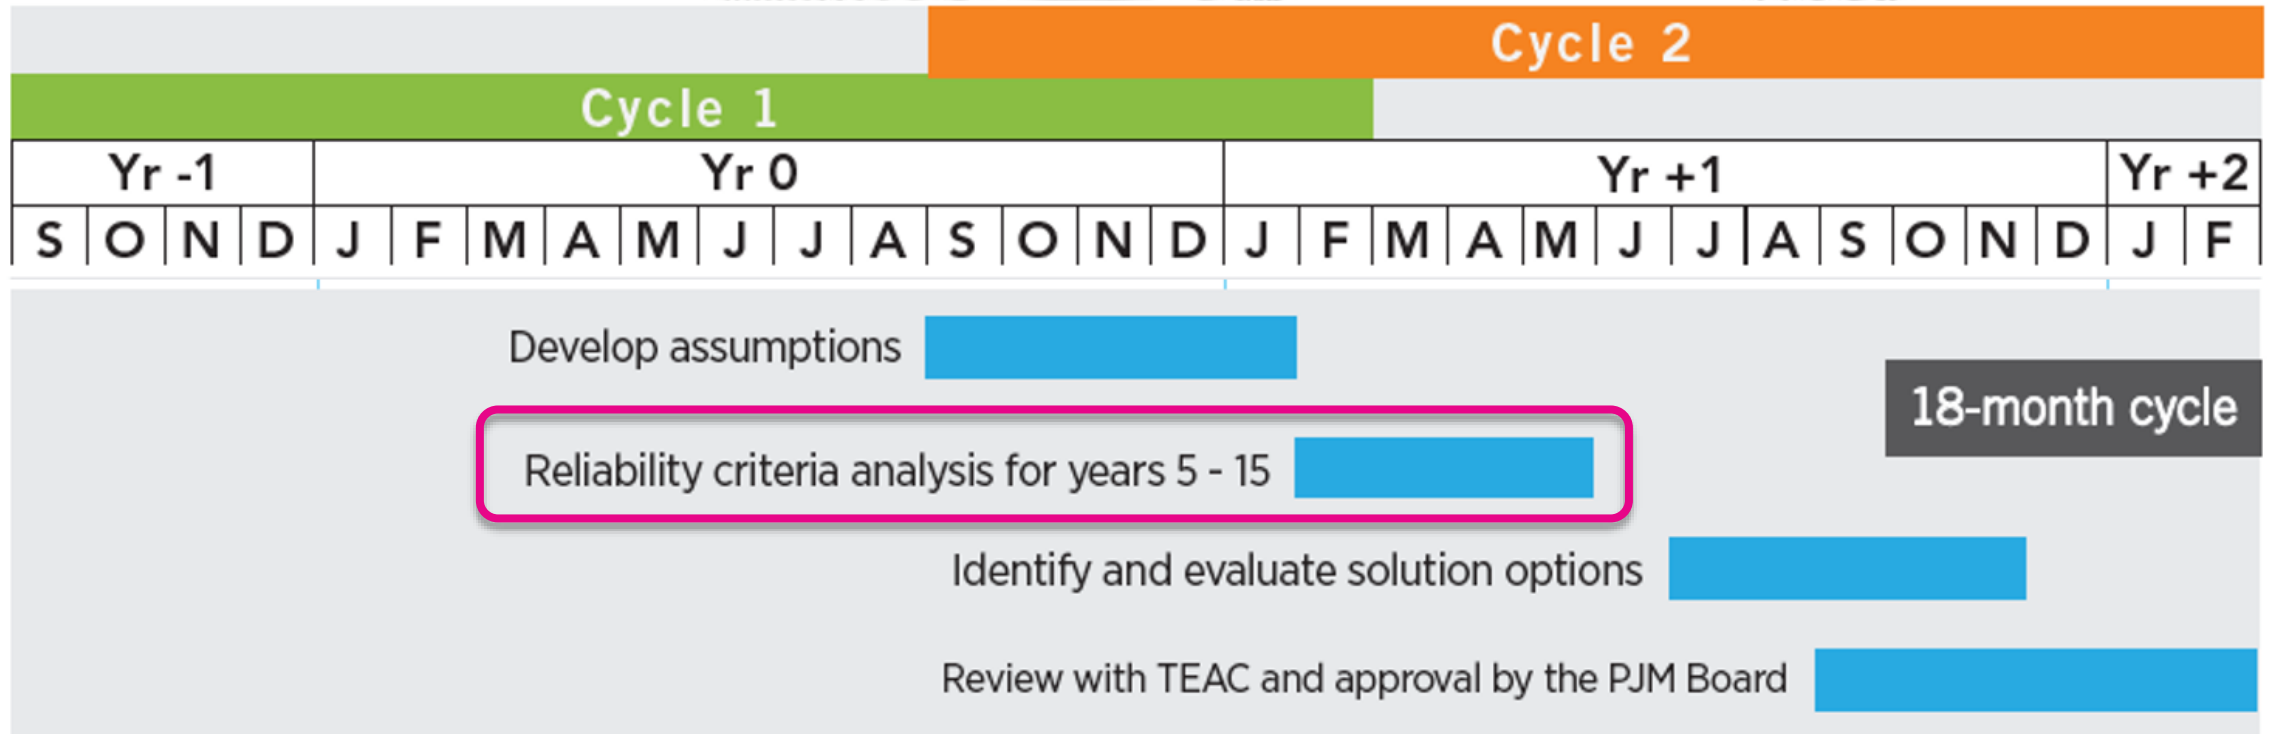 Cycle 2
Cycle 1
Yr -1 Yr 0 Yr +1 Yr +2
S O N D J F M A M J J A S O N D J F M A M J J A S O N D J F
Develop assumptions
18-month cycle
Reliability criteria analysis for years 5 - 15
Identify and evaluate solution options
Review with TEAC and approval by the PJM Board